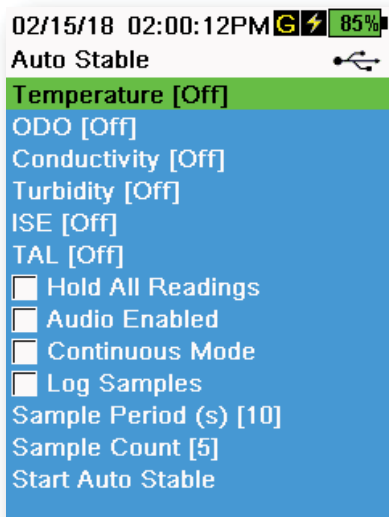 02/15/18 02:00:12PM G 85%
Auto Stable
Temperature [Off]
ODO [Off]
Conductivity [Off]
Turbidity [Off]
ISE [Off]
TAL [Off]
Hold All Readings
Audio Enabled
Continuous Mode
Log Samples
Sample Period (s) [10]
Sample Count [5]
Start Auto Stable